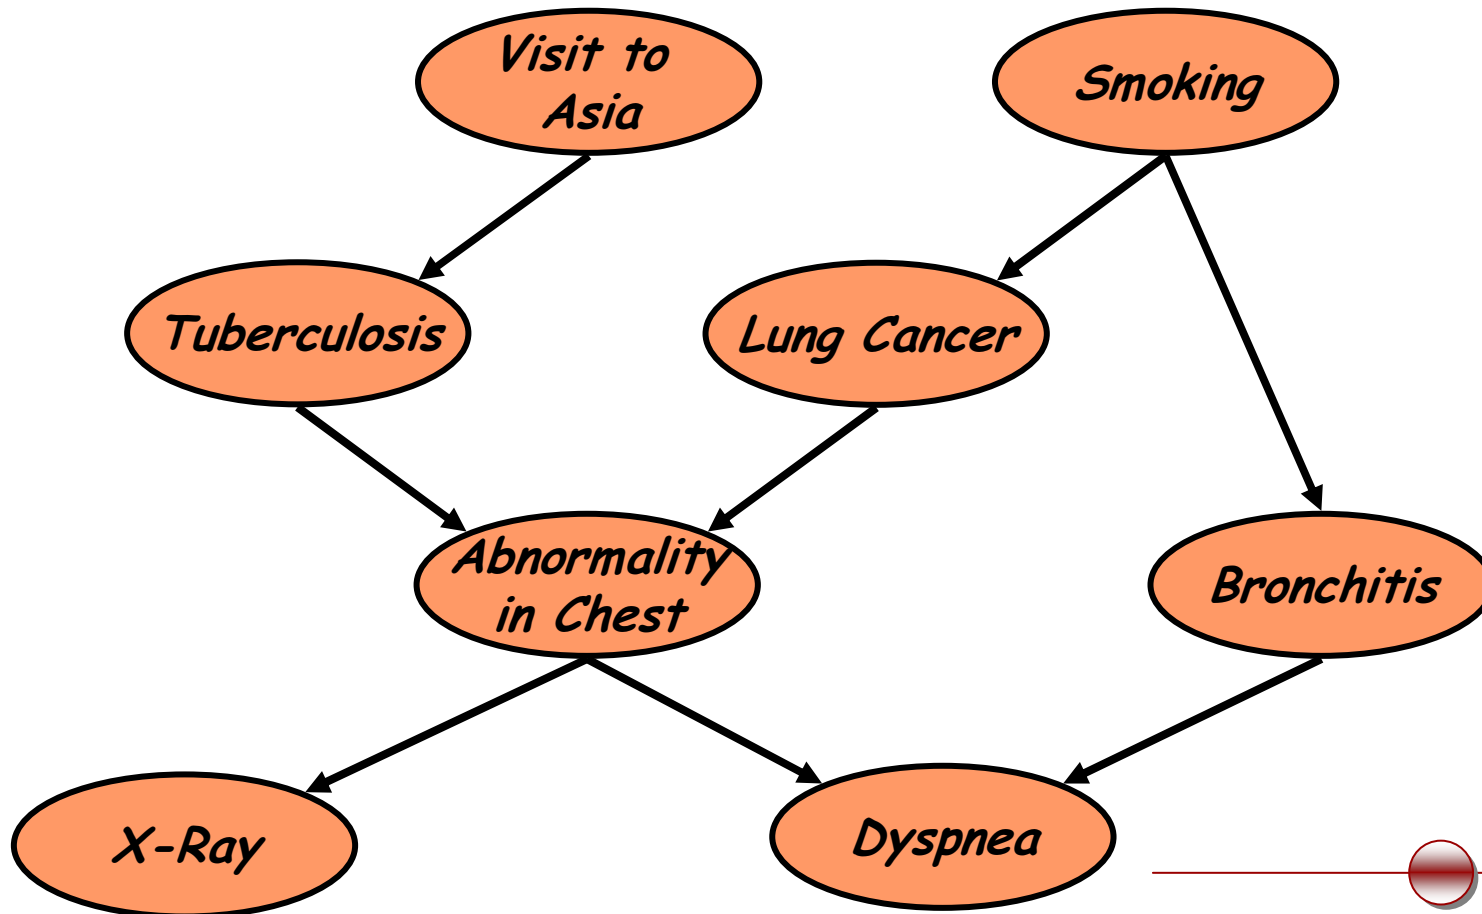 Visit to
Asia
Smoking
Tuberculosis
Lung Cancer
Abnormality
in Chest
Bronchitis
X-Ray
Dyspnea